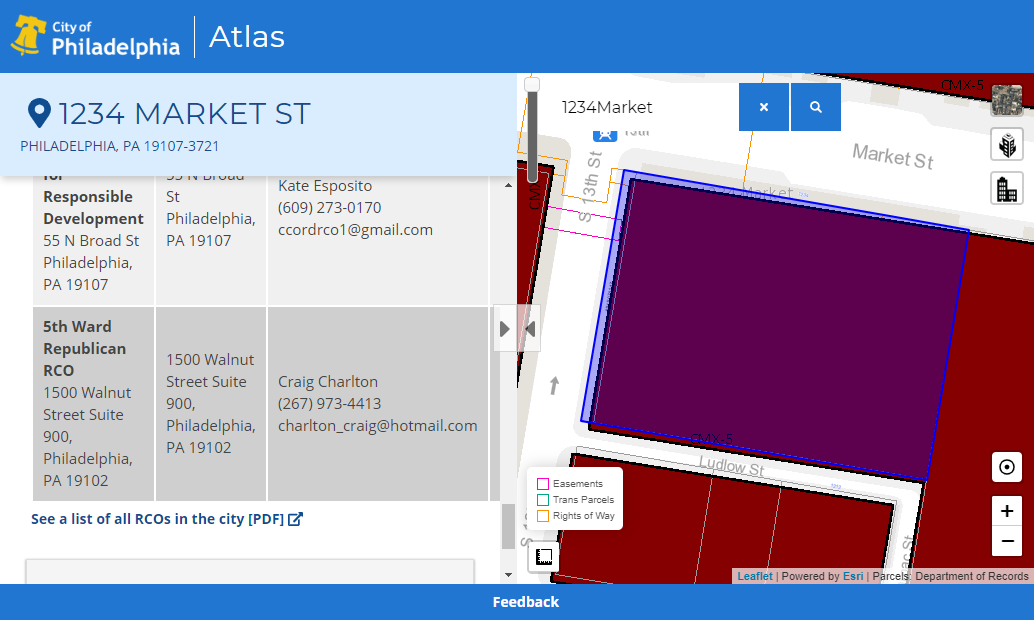 City of
Philadelphia
Atlas
1234 MARKET ST
PHILADELPHIA, PA 19107-3721
for
Responsible
Development
55 N Broad St
Philadelphia,
PA 19107
55 N Broad
St
Philadelphia,
PA 19107
Kate Esposito
(609) 273-0170
ccordrco1@gmail.com
5th Ward
Republican
RCO
1500 Walnut
Street Suite
900,
Philadelphia,
PA 19102
1500 Walnut
Street Suite
900,
Philadelphia,
PA 19102
Craig Charlton
(267) 973-4413
charlton_craig@hotmail.com
See a list of all RCOs in the city [PDF]
1234Market
13th
CMX-5
Market St
S 13th St
Market
CMX-5
Ludlow St
Easements
Trans Parcels
Rights of Way
+
−
Leaflet | Powered by Esri | Parcels: Department of Records
Feedback